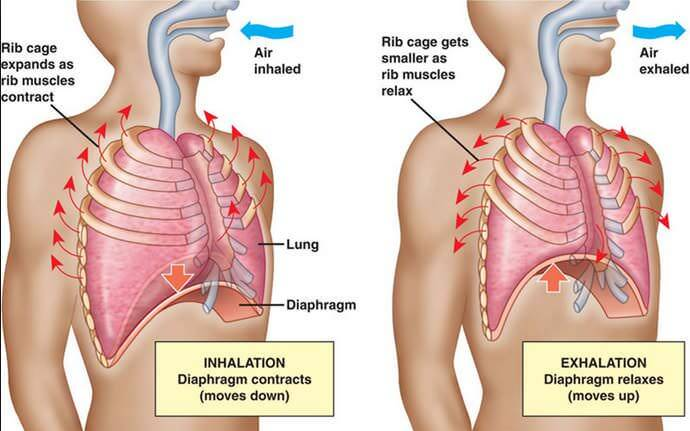 Rib cage
expands as
rib muscles
contract
Air
inhaled
Lung
Diaphragm
INHALATION
Diaphragm contracts
(moves down)
Rib cage gets
smaller as
rib muscles
relax
Air
exhaled
EXHALATION
Diaphragm relaxes
(moves up)